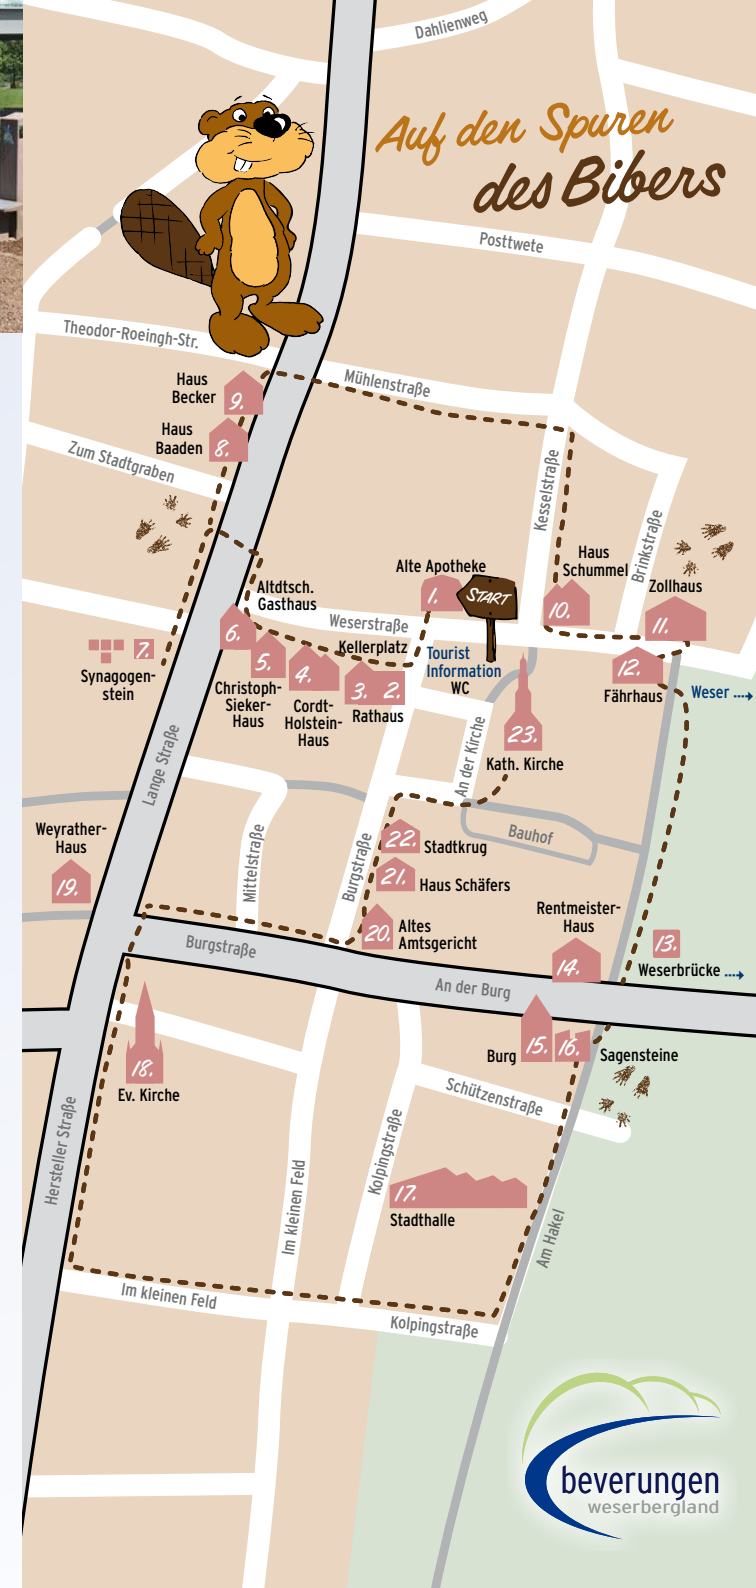 Dahlienweg
Auf den Spuren
des Bibers
Posttwete
Theodor-Roeingh-Str.
Mühlenstraße
Haus
Becker
9.
Haus
Baaden
8.
Zum Stadtgraben
Kesselstraße
Brinkstraße
Alte Apotheke
1.
START
Haus
Schummel
10.
Zollhaus
11.
Altdtsch.
Gasthaus
6.
Weserstraße
Kellerplatz
7.
Synagogen-
stein
5.
Christoph-
Sieker-
Haus
4.
Cordt-
Holstein-
Haus
3. 2.
Rathaus
Tourist
Information
WC
12.
Fährhaus
Weser
An der Kirche
23.
Kath. Kirche
Lange Straße
Weyrather-
Haus
19.
Mittelstraße
Burgstraße
22. Stadtkrug
21. Haus Schäfers
20. Altes
Amtsgericht
Bauhof
Rentmeister-
Haus
14.
13.
Weserbrücke
Burgstraße
An der Burg
18.
Ev. Kirche
Burg 15. 16. Sagensteine
Schützenstraße
Hersteller Straße
Im kleinen Feld
Kolpingstraße
17.
Stadthalle
Am Hakel
Im kleinen Feld
Kolpingstraße
beverungen
weserbergland